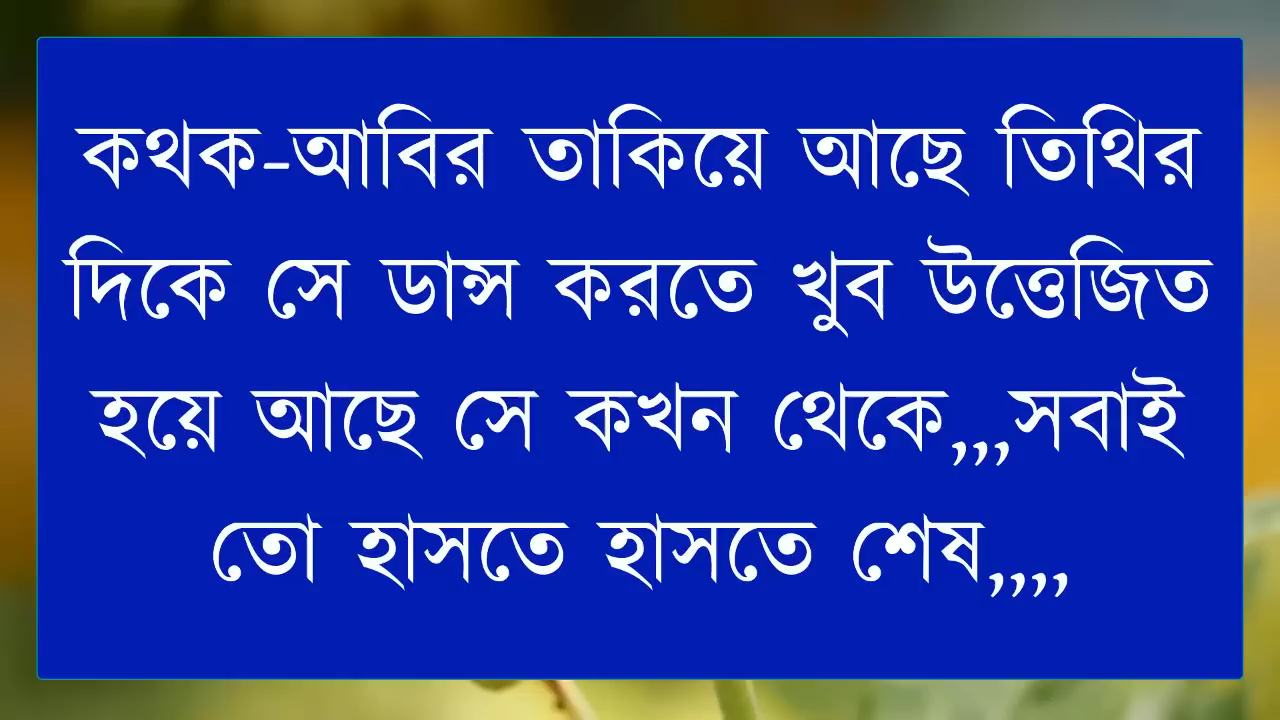 কথক-আবির তাকিয়ে আছে তিথির
দিকে সে ডান্স করতে খুব উত্তেজিত
হয়ে আছে সে কখন থেকে,,,সবাই
তো হাসতে হাসতে শেষ,,,,